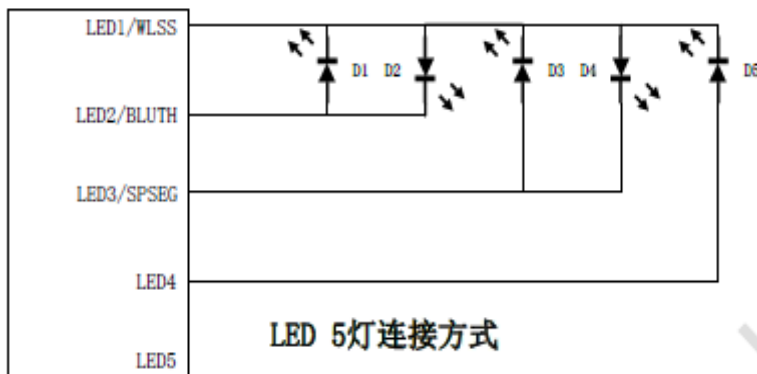 LED1/WLSS
D1 D2 D3 D4
LED2/BLUTH
LED3/SPSEG
LED4
LED 5灯连接方式
LED5